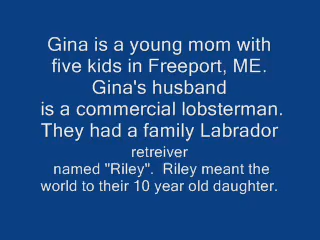 Gina is a young mom with
five kids in Freeport, ME.
Gina's husband
is a commercial lobsterman.
They had a family Labrador
retreiver
named "Riley".  Riley meant the
world to their 10 year old daughter.